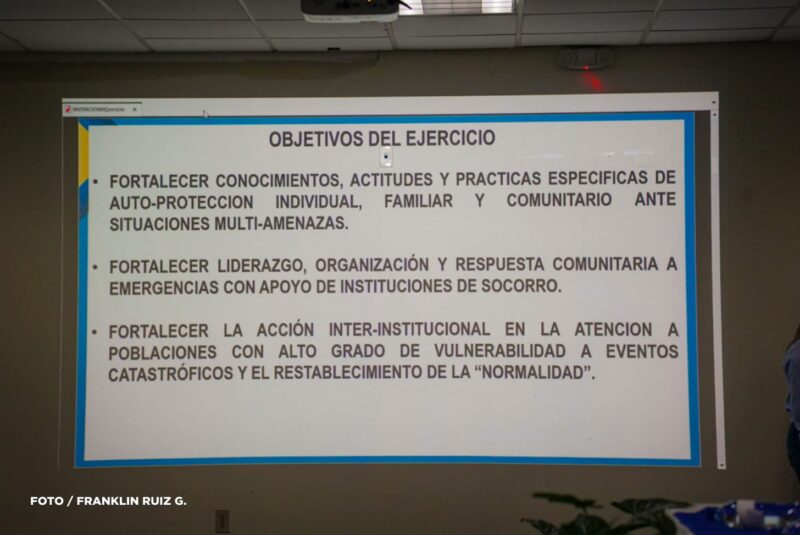 INVITACIONEjercicio
OBJETIVOS DEL EJERCICIO
• FORTALECER CONOCIMIENTOS, ACTITUDES Y PRACTICAS ESPECIFICAS DE
AUTO-PROTECCION INDIVIDUAL, FAMILIAR Y COMUNITARIO ANTE
SITUACIONES MULTI-AMENAZAS.
• FORTALECER LIDERAZGO, ORGANIZACIÓN Y RESPUESTA COMUNITARIA A
EMERGENCIAS CON APOYO DE INSTITUCIONES DE SOCORRO.
• FORTALECER LA ACCIÓN INTER-INSTITUCIONAL EN LA ATENCION A
POBLACIONES CON ALTO GRADO DE VULNERABILIDAD A EVENTOS
CATASTRÓFICOS Y EL RESTABLECIMIENTO DE LA “NORMALIDAD”.
FOTO / FRANKLIN RUIZ G.